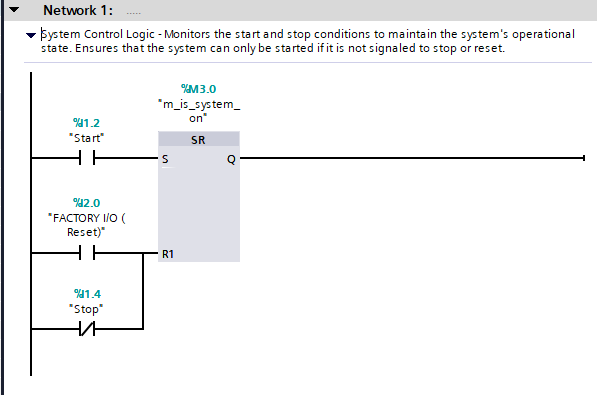 Network 1: .....
System Control Logic - Monitors the start and stop conditions to maintain the system's operational
state. Ensures that the system can only be started if it is not signaled to stop or reset.
%M3.0
"m_is_system_
on"
%I1.2
"Start"
SR
S Q
%I2.0
"FACTORY I/O (
Reset)"
R1
%I1.4
"Stop"